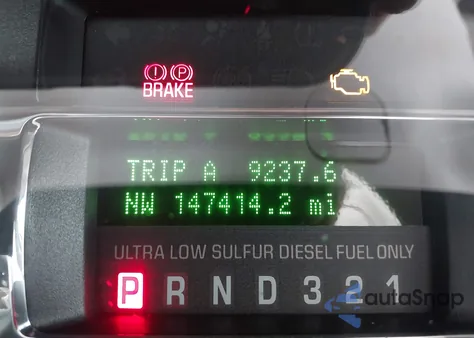 BRAKE
TRIP A 9237.6
NW 147414.2 mi
ULTRA LOW SULFUR DIESEL FUEL ONLY
P R N D 3 2 1
autoSnap